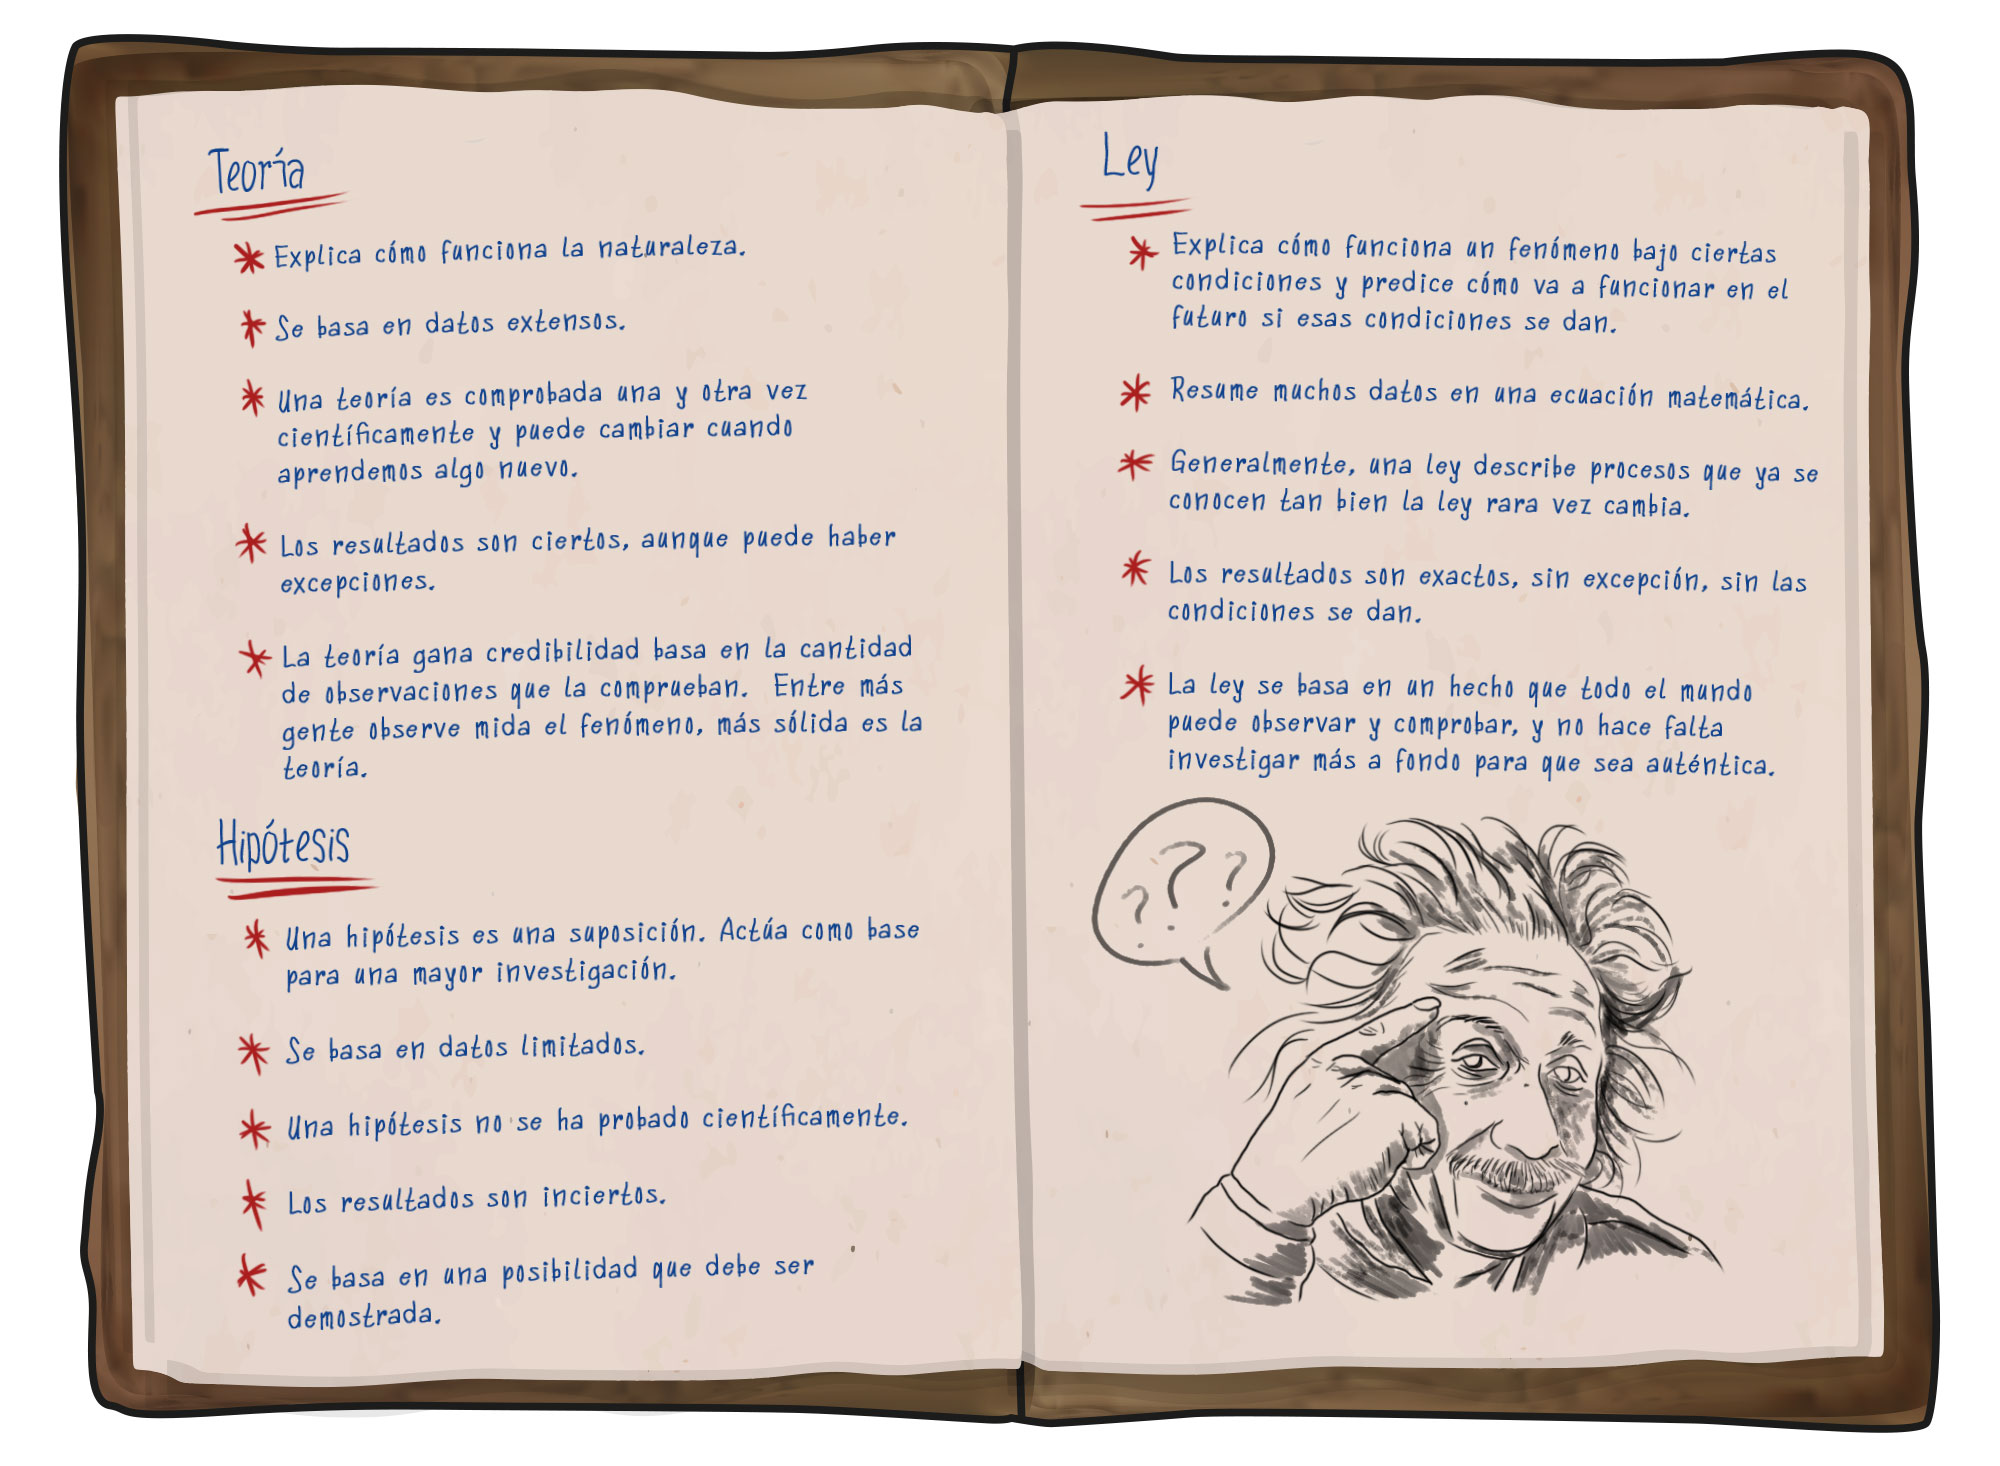 Teoría
Explica cómo funciona la naturaleza.
Se basa en datos extensos.
Una teoría es comprobada una y otra vez
científicamente y puede cambiar cuando
aprendemos algo nuevo.
Los resultados son ciertos, aunque puede haber
excepciones.
La teoría gana credibilidad basa en la cantidad
de observaciones que la comprueban. Entre más
gente observe mida el fenómeno, más sólida es la
teoría.
Hipótesis
Una hipótesis es una suposición. Actúa como base
para una mayor investigación.
Se basa en datos limitados.
Una hipótesis no se ha probado científicamente.
Los resultados son inciertos.
Se basa en una posibilidad que debe ser
demostrada.
Ley
Explica cómo funciona un fenómeno bajo ciertas
condiciones y predice cómo va a funcionar en el
futuro si esas condiciones se dan.
Resume muchos datos en una ecuación matemática.
Generalmente, una ley describe procesos que ya se
conocen tan bien la ley rara vez cambia.
Los resultados son exactos, sin excepción, sin las
condiciones se dan.
La ley se basa en un hecho que todo el mundo
puede observar y comprobar, y no hace falta
investigar más a fondo para que sea auténtica.
? ? ?